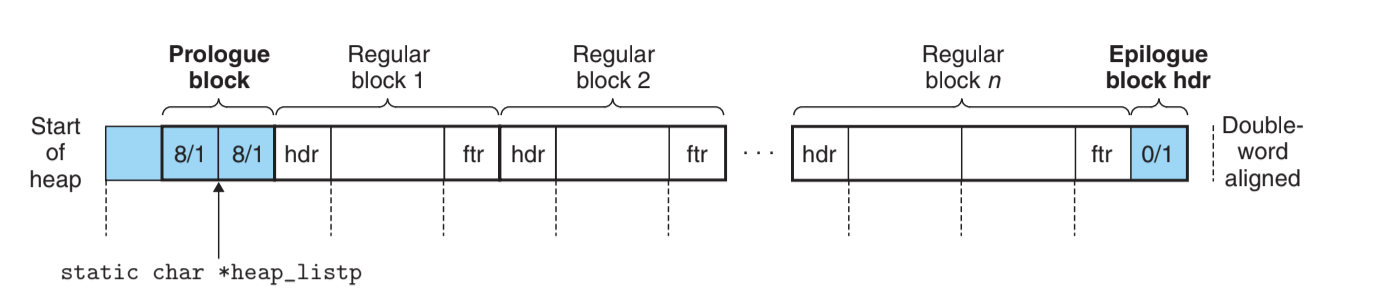 Prologue
block
Regular
block 1
Regular
block 2
Regular
block n
Epilogue
block hdr
Start
of
heap
8/1
8/1
hdr
ftr
hdr
ftr
. . .
hdr
ftr
0/1
Double-
word
aligned
static char *heap_listp